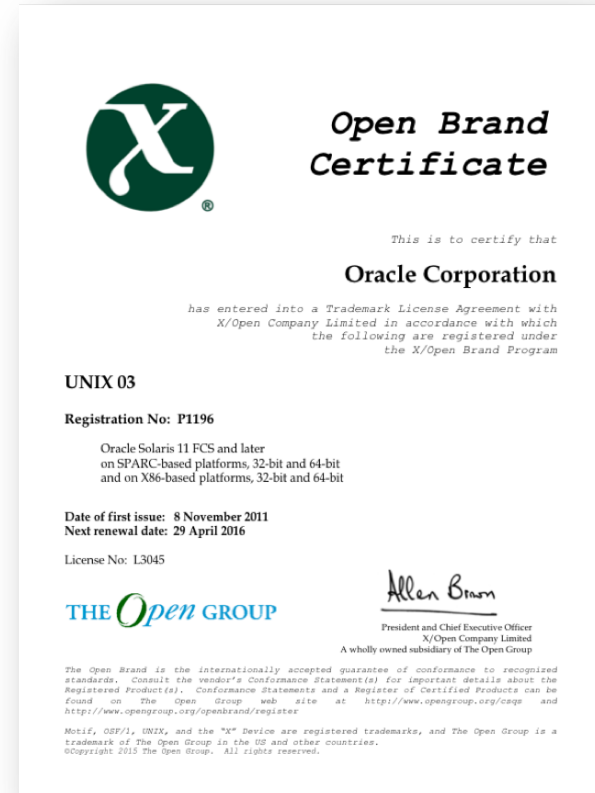 X
®
Open Brand
Certificate
This is to certify that
Oracle Corporation
has entered into a Trademark License Agreement with
X/Open Company Limited in accordance with which
the following are registered under
the X/Open Brand Program
UNIX 03
Registration No: P1196
Oracle Solaris 11 FCS and later
on SPARC-based platforms, 32-bit and 64-bit
and on X86-based platforms, 32-bit and 64-bit
Date of first issue: 8 November 2011
Next renewal date: 29 April 2016
License No: L3045
THE Open GROUP
Allen Brown
President and Chief Executive Officer
X/Open Company Limited
A wholly owned subsidiary of The Open Group
The Open Brand is the internationally accepted guarantee of conformance to recognized
standards. Consult the vendor's Conformance Statement(s) for important details about the
Registered Product(s). Conformance Statements and a Register of Certified Products can be
found on The Open Group web site at http://www.opengroup.org/csqs and
http://www.opengroup.org/openbrand/register
Motif, OSF/1, UNIX, and the "X" Device are registered trademarks, and The Open Group is a
trademark of The Open Group in the US and other countries.
©Copyright 2015 The Open Group. All rights reserved.